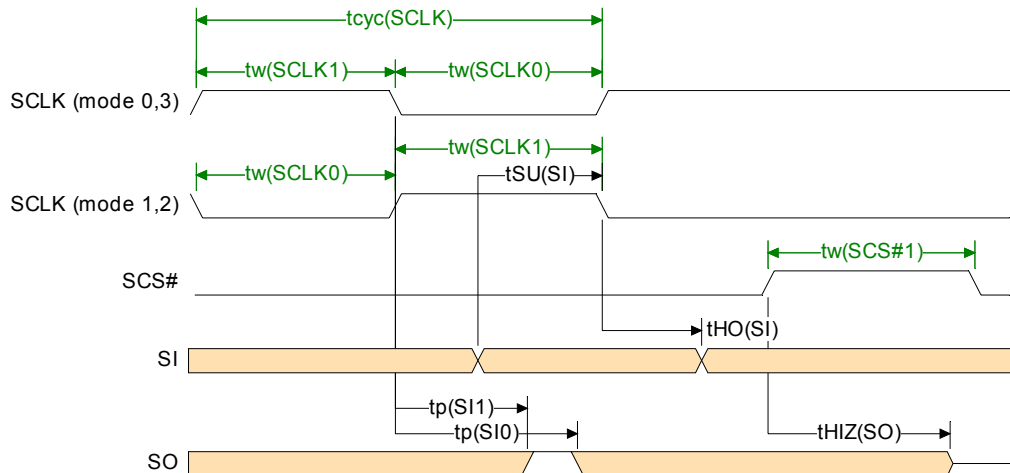 tcyc(SCLK)
tw(SCLK1) tw(SCLK0)
SCLK (mode 0,3)
tw(SCLK1)
tw(SCLK0) tSU(SI)
SCLK (mode 1,2)
tw(SCS#1)
SCS#
tHO(SI)
SI
tp(SI1)
tp(SI0) tHIZ(SO)
SO